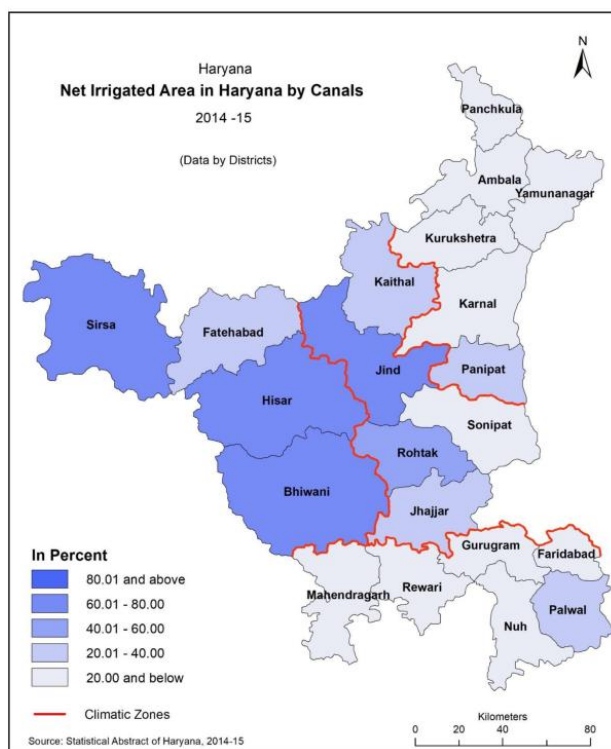 Haryana
Net Irrigated Area in Haryana by Canals
2014 -15
(Data by Districts)
N
Panchkula
Ambala
Yamunanagar
Kurukshetra
Kaithal
Karnal
Sirsa
Fatehabad
Jind
Panipat
Hisar
Sonipat
Rohtak
Bhiwani
Jhajjar
Gurugram
Faridabad
Mahendragarh
Rewari
Nuh
Palwal
In Percent
80.01 and above
60.01 - 80.00
40.01 - 60.00
20.01 - 40.00
20.00 and below
Climatic Zones
Kilometers
0 20 40 80
Source: Statistical Abstract of Haryana, 2014-15